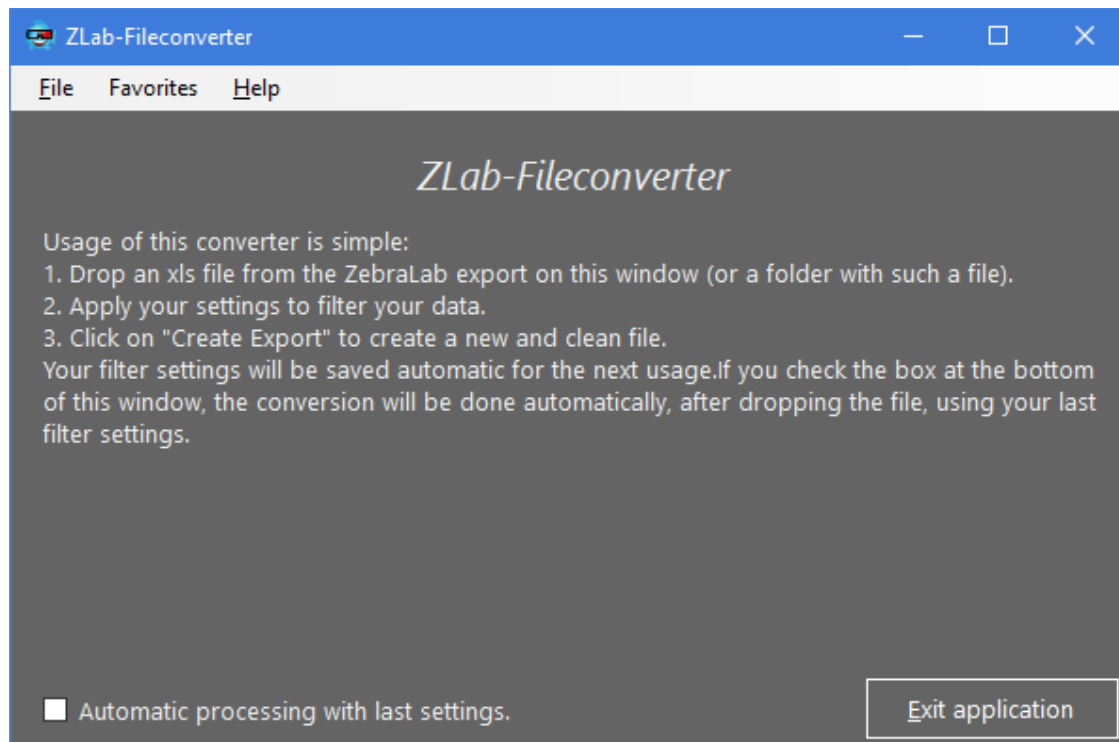 ZLab-Fileconverter
File Favorites Help
ZLab-Fileconverter
Usage of this converter is simple:
1. Drop an xls file from the ZebraLab export on this window (or a folder with such a file).
2. Apply your settings to filter your data.
3. Click on "Create Export" to create a new and clean file.
Your filter settings will be saved automatic for the next usage.If you check the box at the bottom
of this window, the conversion will be done automatically, after dropping the file, using your last
filter settings.
Automatic processing with last settings.
Exit application